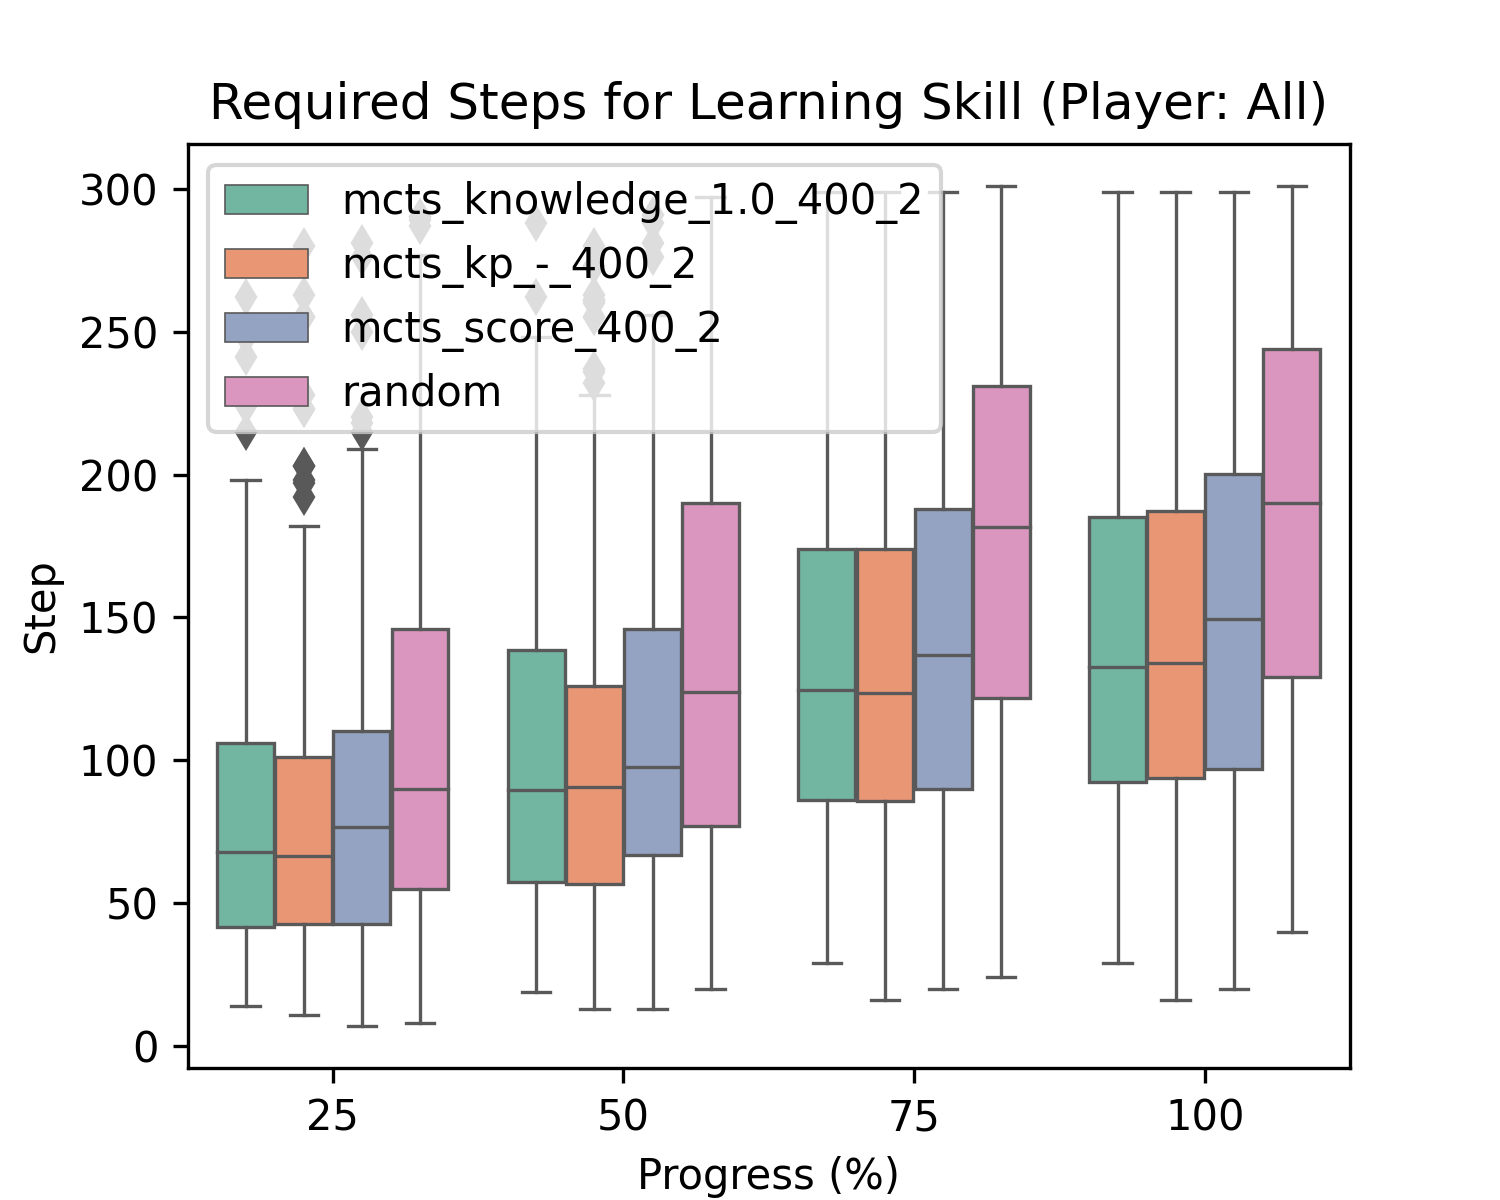 Required Steps for Learning Skill (Player: All)
mcts_knowledge_1.0_400_2
mcts_kp_-_400_2
mcts_score_400_2
random
300
250
200
150
100
50
0
Step
25 50 75 100
Progress (%)